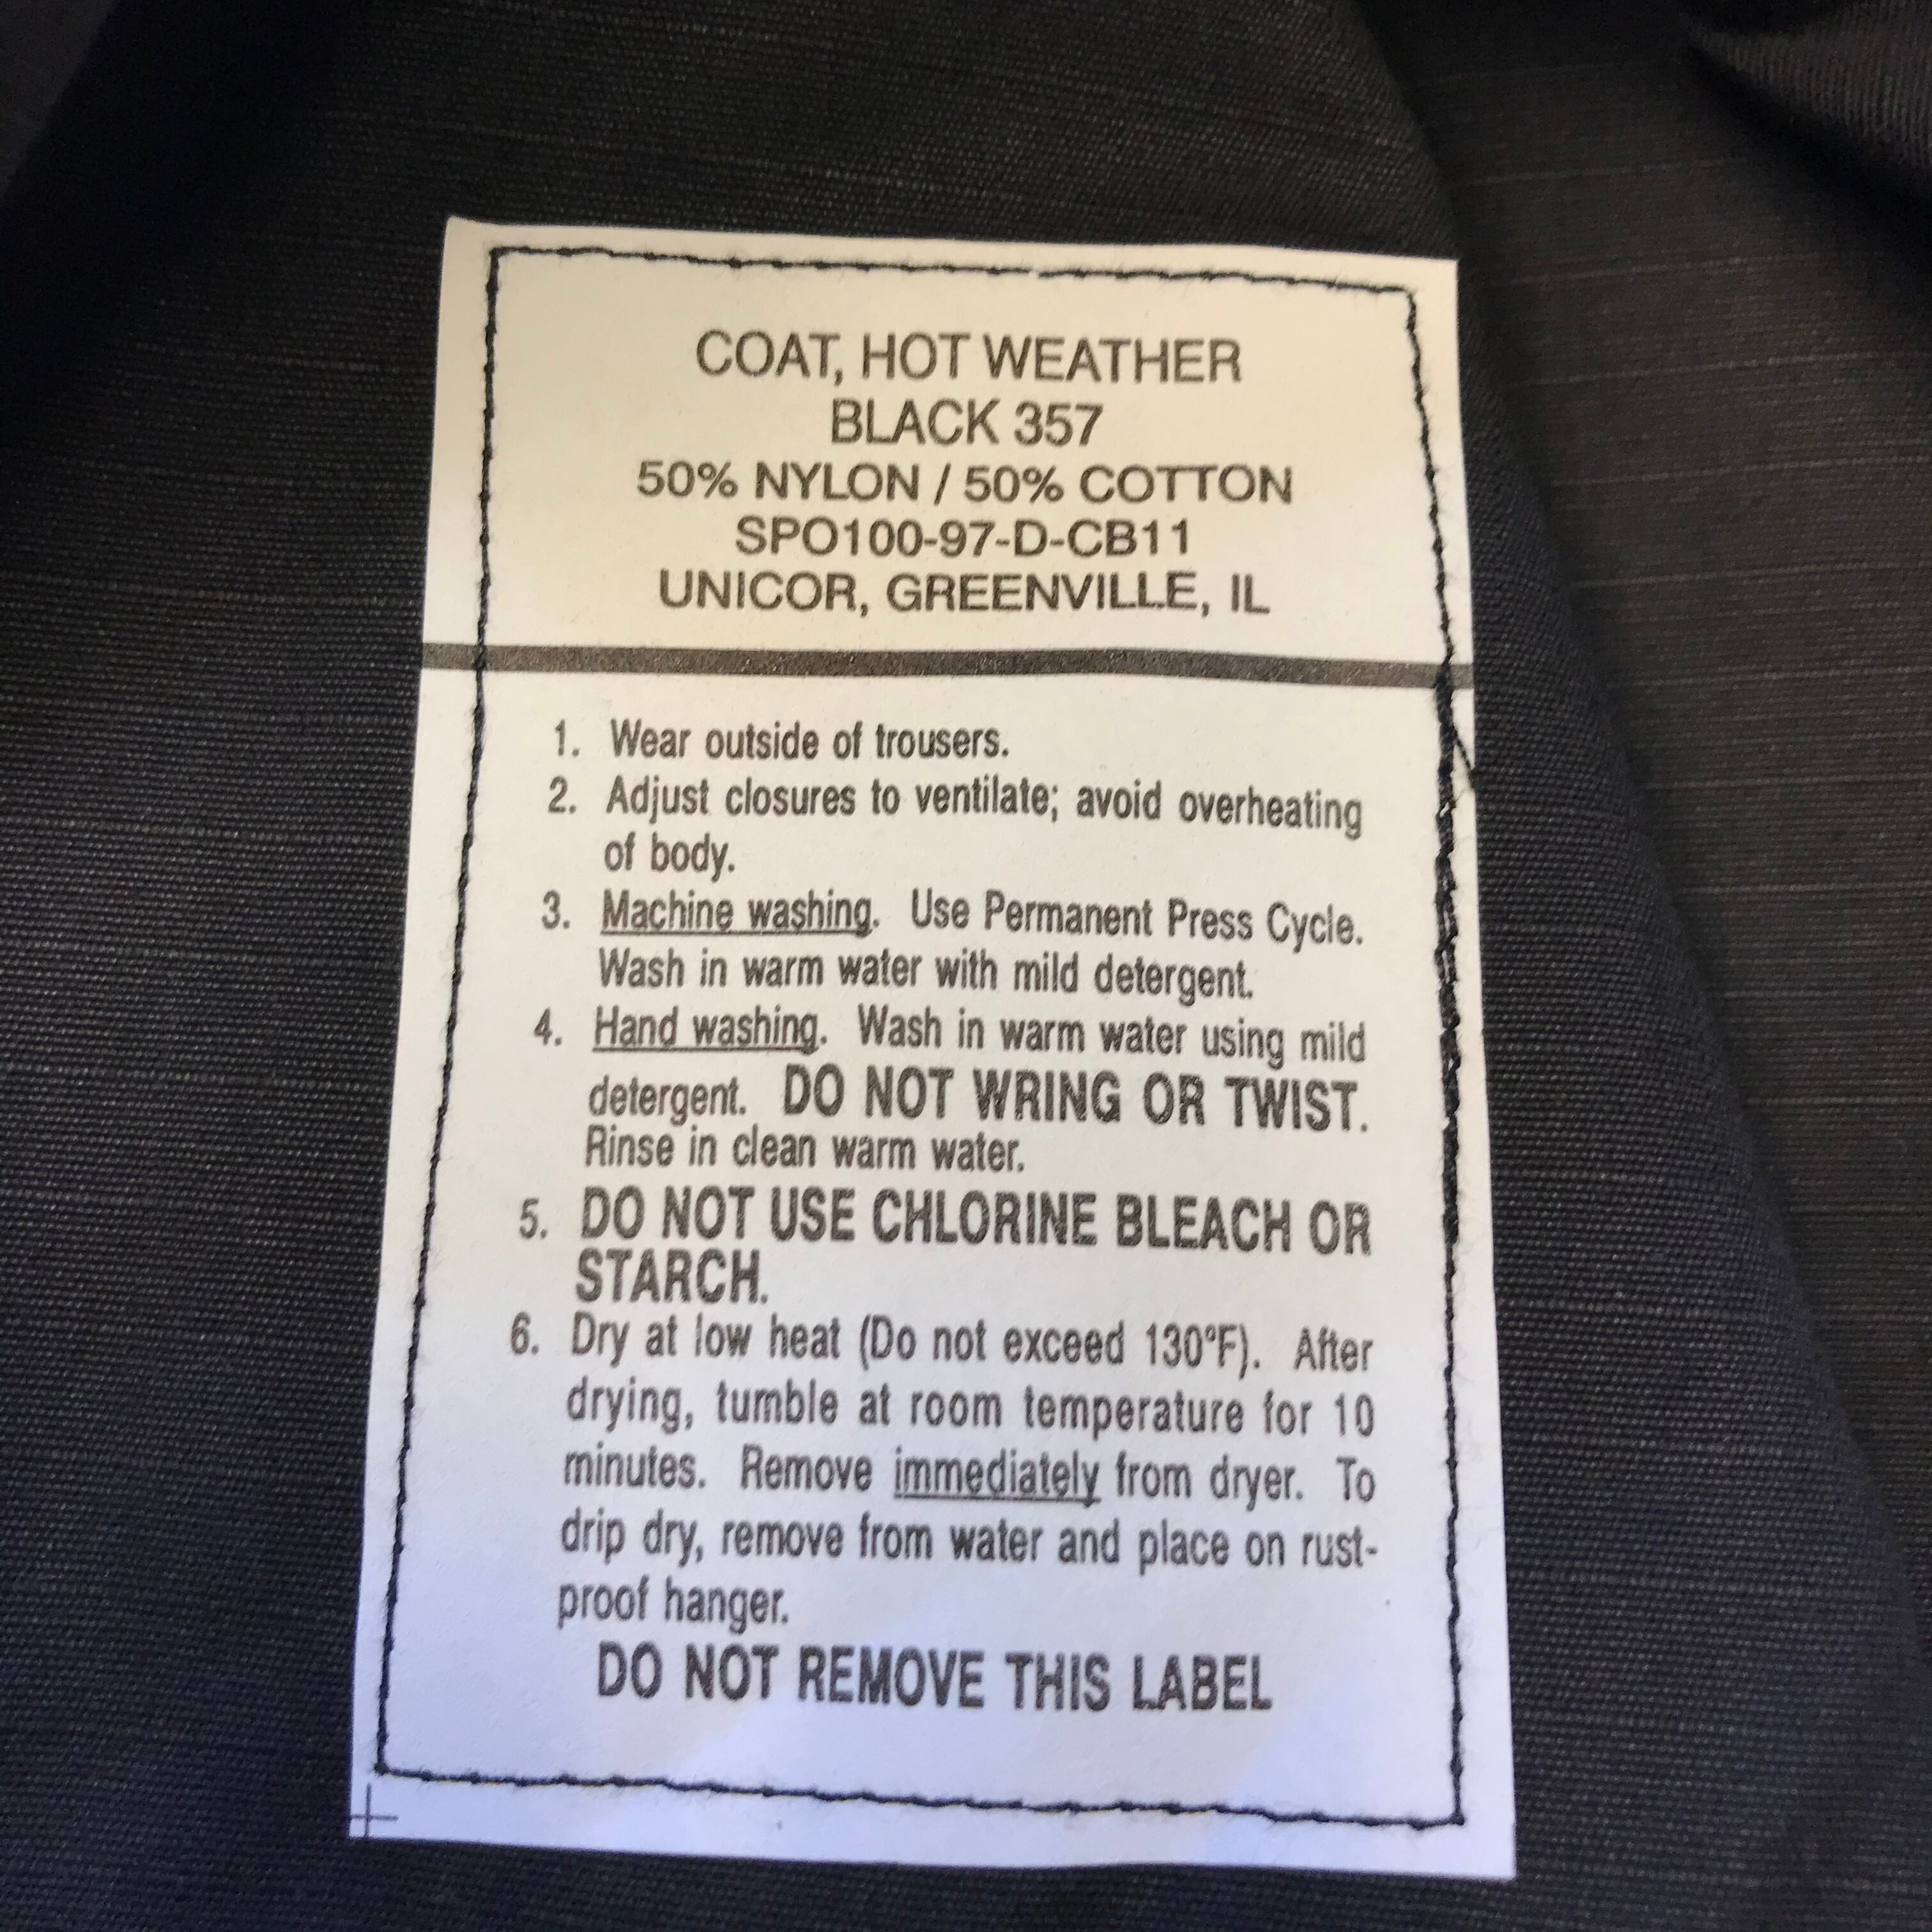 COAT, HOT WEATHER
BLACK 357
50% NYLON / 50% COTTON
SPO100-97-D-CB11
UNICOR, GREENVILLE, IL
1. Wear outside of trousers.
2. Adjust closures to ventilate; avoid overheating
of body.
3. Machine washing. Use Permanent Press Cycle.
Wash in warm water with mild detergent.
4. Hand washing. Wash in warm water using mild
detergent. DO NOT WRING OR TWIST.
Rinse in clean warm water.
5. DO NOT USE CHLORINE BLEACH OR
STARCH.
6. Dry at low heat (Do not exceed 130°F). After
drying, tumble at room temperature for 10
minutes. Remove immediately from dryer. To
drip dry, remove from water and place on rust-
proof hanger.
DO NOT REMOVE THIS LABEL